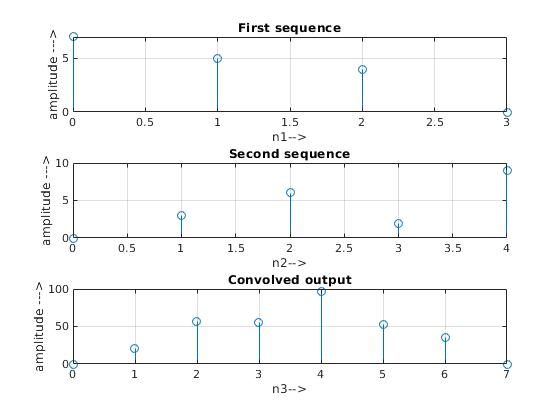 First sequence
amplitude --->
5
0
0 0.5 1 1.5 2 2.5 3
n1-->
Second sequence
amplitude --->
10
5
0
0 0.5 1 1.5 2 2.5 3 3.5 4
n2-->
Convolved output
amplitude --->
100
50
0
0 1 2 3 4 5 6 7
n3-->